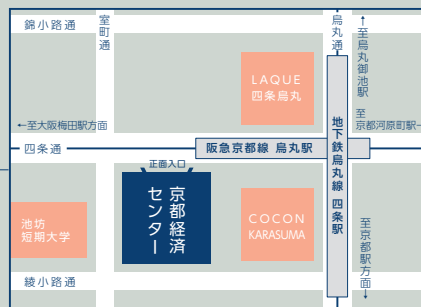 錦小路通
室町通
烏丸通
↑至烏丸御池駅
LAQUE
四条烏丸
←至大阪梅田駅方面
至
京都河原町駅→
四条通
阪急京都線 烏丸駅
地下鉄烏丸線 四条駅
正面入口
京都経済
センター
池坊
短期大学
COCON
KARASUMA
至京都駅方面↓
綾小路通